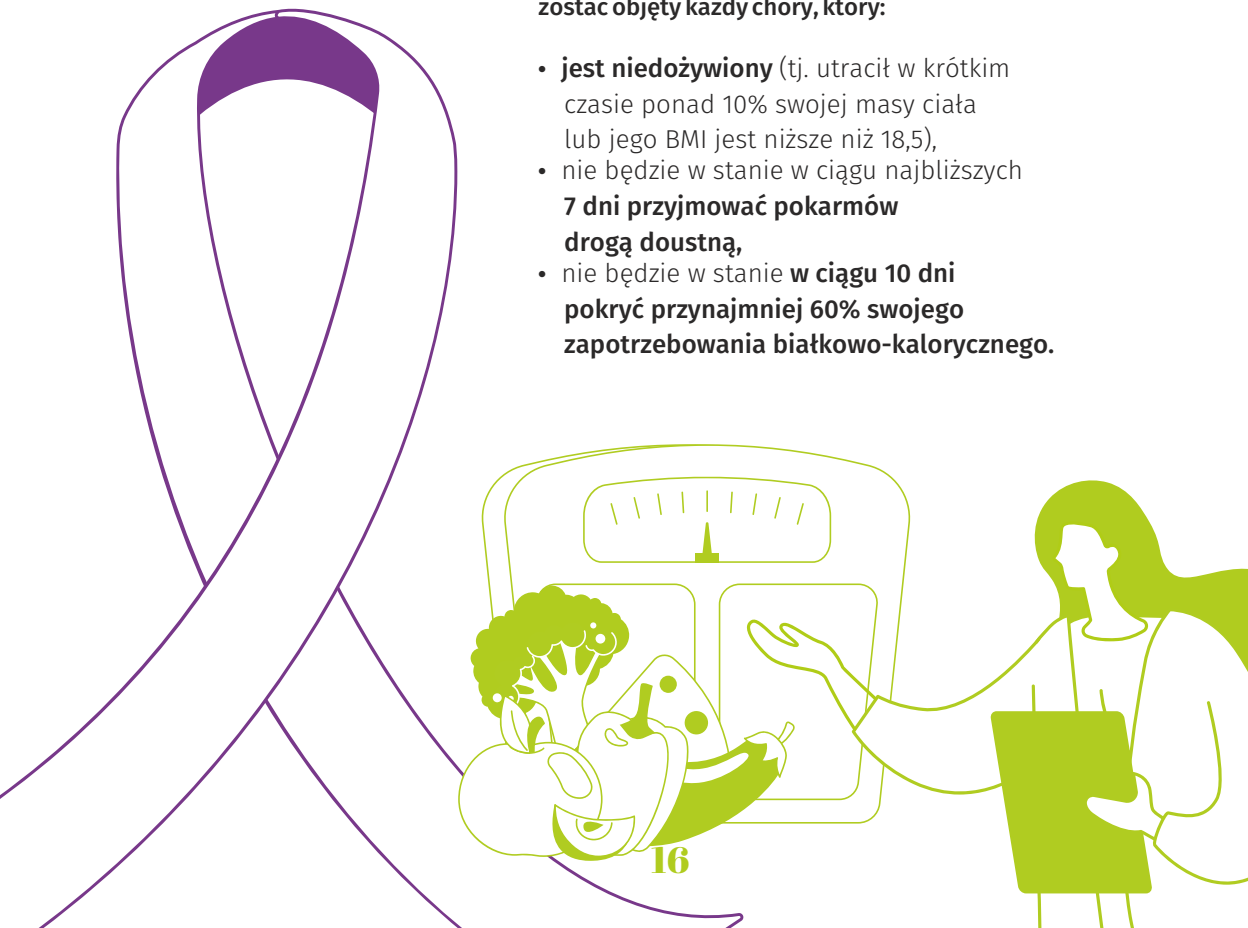 zostać objęty każdy chory, który:
• jest niedożywiony (tj. utracił w krótkim
czasie ponad 10% swojej masy ciała
lub jego BMI jest niższe niż 18,5),
• nie będzie w stanie w ciągu najbliższych
7 dni przyjmować pokarmów
drogą doustną,
• nie będzie w stanie w ciągu 10 dni
pokryć przynajmniej 60% swojego
zapotrzebowania białkowo-kalorycznego.
16